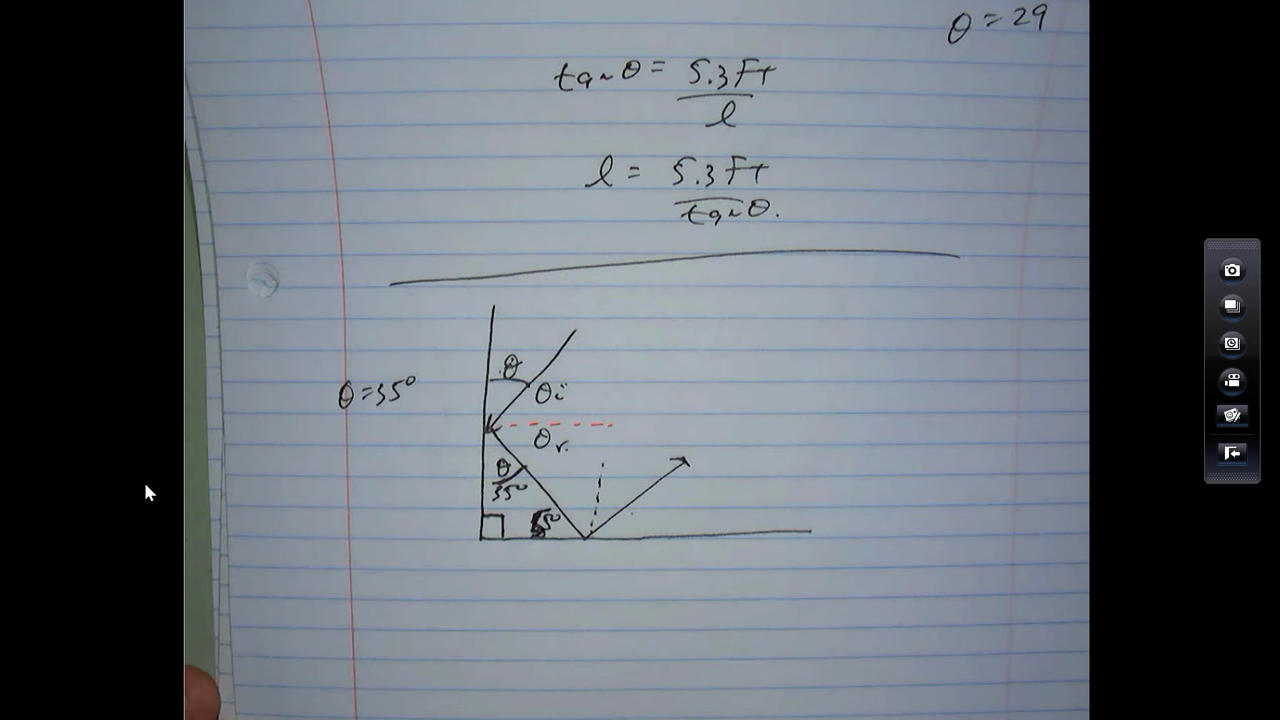 θ = 29
tan θ = 5.3 Ft
l
l = 5.3 Ft
tan θ.
θ
θ = 35°
θi
θr
θ
35°